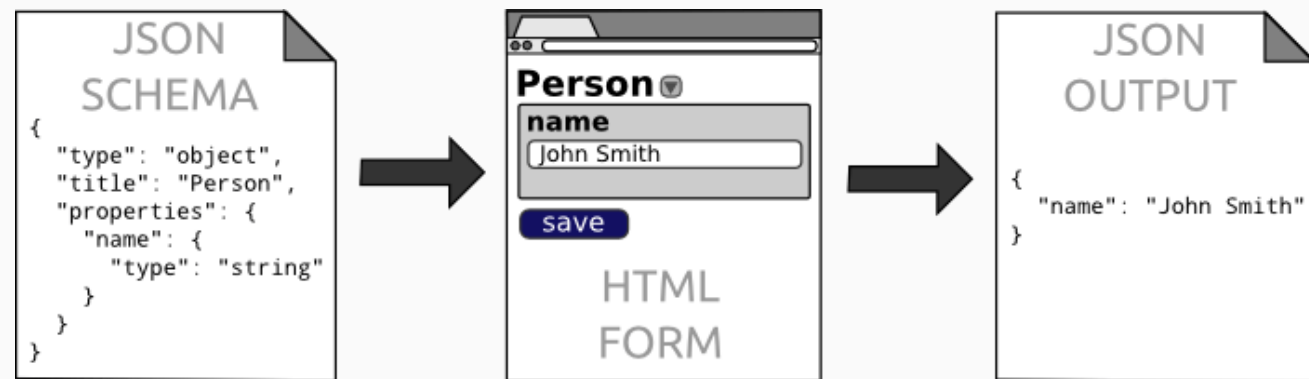 JSON
SCHEMA
{
  "type": "object",
  "title": "Person",
  "properties": {
    "name": {
      "type": "string"
    }
  }
}
Person
name
John Smith
save
HTML
FORM
JSON
OUTPUT
{
  "name": "John Smith"
}